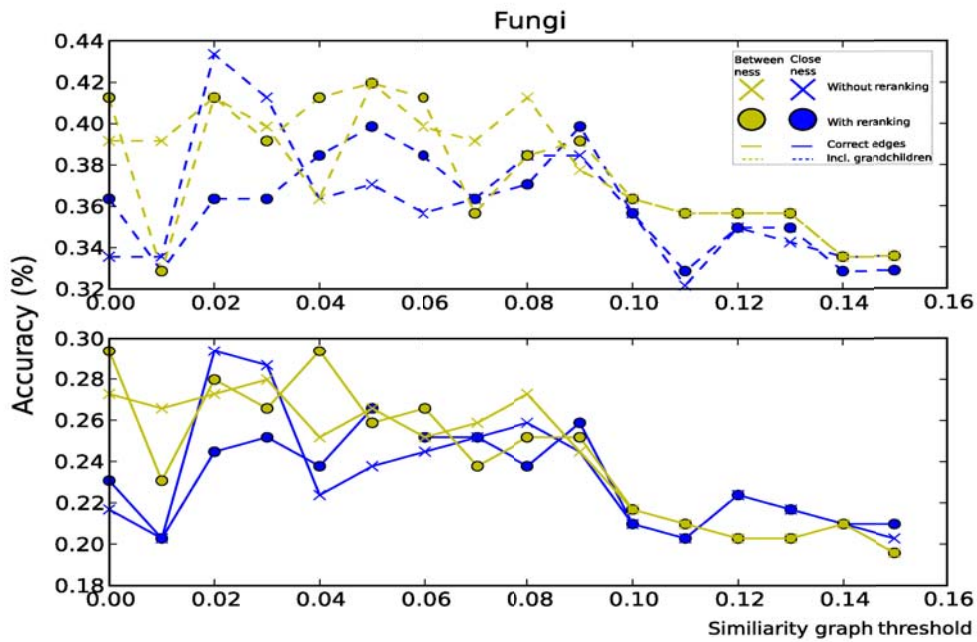 Fungi
Accuracy (%)
0.44
0.42
0.40
0.38
0.36
0.34
0.32
0.00 0.02 0.04 0.06 0.08 0.10 0.12 0.14 0.16
Between
ness
Close
ness
Without reranking
With reranking
Correct edges
Incl. grandchildren
0.30
0.28
0.26
0.24
0.22
0.20
0.18
0.00 0.02 0.04 0.06 0.08 0.10 0.12 0.14 0.16
Similiarity graph threshold